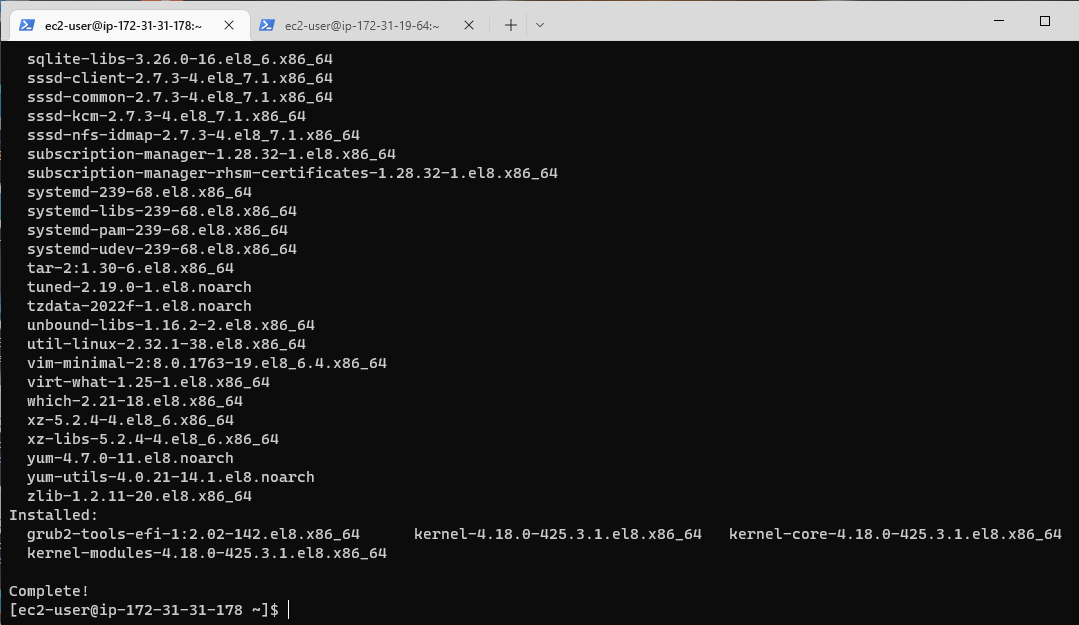 ec2-user@ip-172-31-31-178:~
ec2-user@ip-172-31-19-64:~
sqlite-libs-3.26.0-16.el8_6.x86_64
sssd-client-2.7.3-4.el8_7.1.x86_64
sssd-common-2.7.3-4.el8_7.1.x86_64
sssd-kcm-2.7.3-4.el8_7.1.x86_64
sssd-nfs-idmap-2.7.3-4.el8_7.1.x86_64
subscription-manager-1.28.32-1.el8.x86_64
subscription-manager-rhsm-certificates-1.28.32-1.el8.x86_64
systemd-239-68.el8.x86_64
systemd-libs-239-68.el8.x86_64
systemd-pam-239-68.el8.x86_64
systemd-udev-239-68.el8.x86_64
tar-2:1.30-6.el8.x86_64
tuned-2.19.0-1.el8.noarch
tzdata-2022f-1.el8.noarch
unbound-libs-1.16.2-2.el8.x86_64
util-linux-2.32.1-38.el8.x86_64
vim-minimal-2:8.0.1763-19.el8_6.4.x86_64
virt-what-1.25-1.el8.x86_64
which-2.21-18.el8.x86_64
xz-5.2.4-4.el8_6.x86_64
xz-libs-5.2.4-4.el8_6.x86_64
yum-4.7.0-11.el8.noarch
yum-utils-4.0.21-14.1.el8.noarch
zlib-1.2.11-20.el8.x86_64
Installed:
grub2-tools-efi-1:2.02-142.el8.x86_64 kernel-4.18.0-425.3.1.el8.x86_64 kernel-core-4.18.0-425.3.1.el8.x86_64
kernel-modules-4.18.0-425.3.1.el8.x86_64
Complete!
[ec2-user@ip-172-31-31-178 ~]$